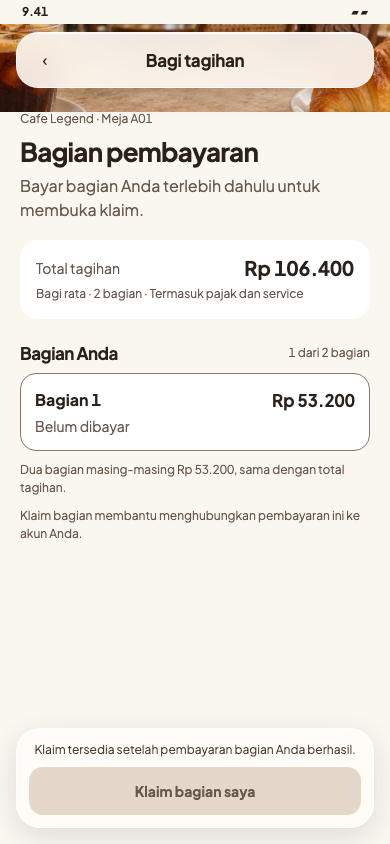 9.41
‹
Bagi tagihan
Cafe Legend · Meja A01
Bagian pembayaran
Bayar bagian Anda terlebih dahulu untuk
membuka klaim.
Total tagihan
Rp 106.400
Bagi rata · 2 bagian · Termasuk pajak dan service
Bagian Anda
1 dari 2 bagian
Bagian 1
Rp 53.200
Belum dibayar
Dua bagian masing-masing Rp 53.200, sama dengan total
tagihan.
Klaim bagian membantu menghubungkan pembayaran ini ke
akun Anda.
Klaim tersedia setelah pembayaran bagian Anda berhasil.
Klaim bagian saya